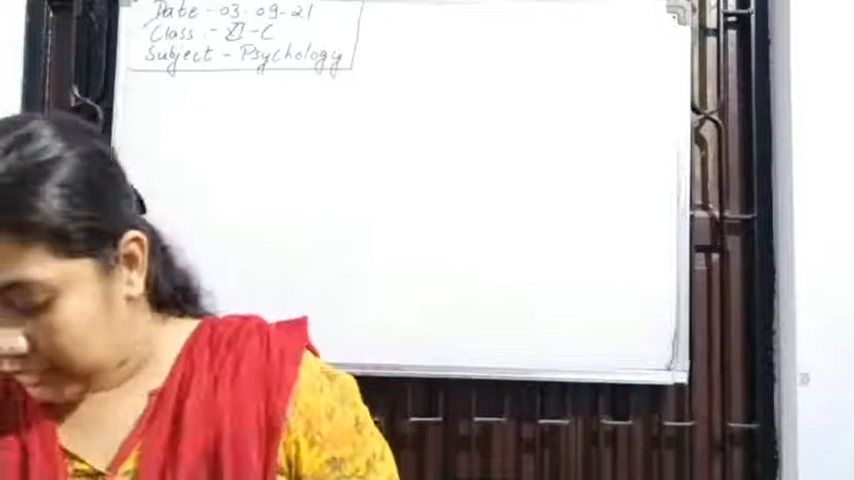 Date - 03.09-21
Class :- XI-C
Subject - Psychology